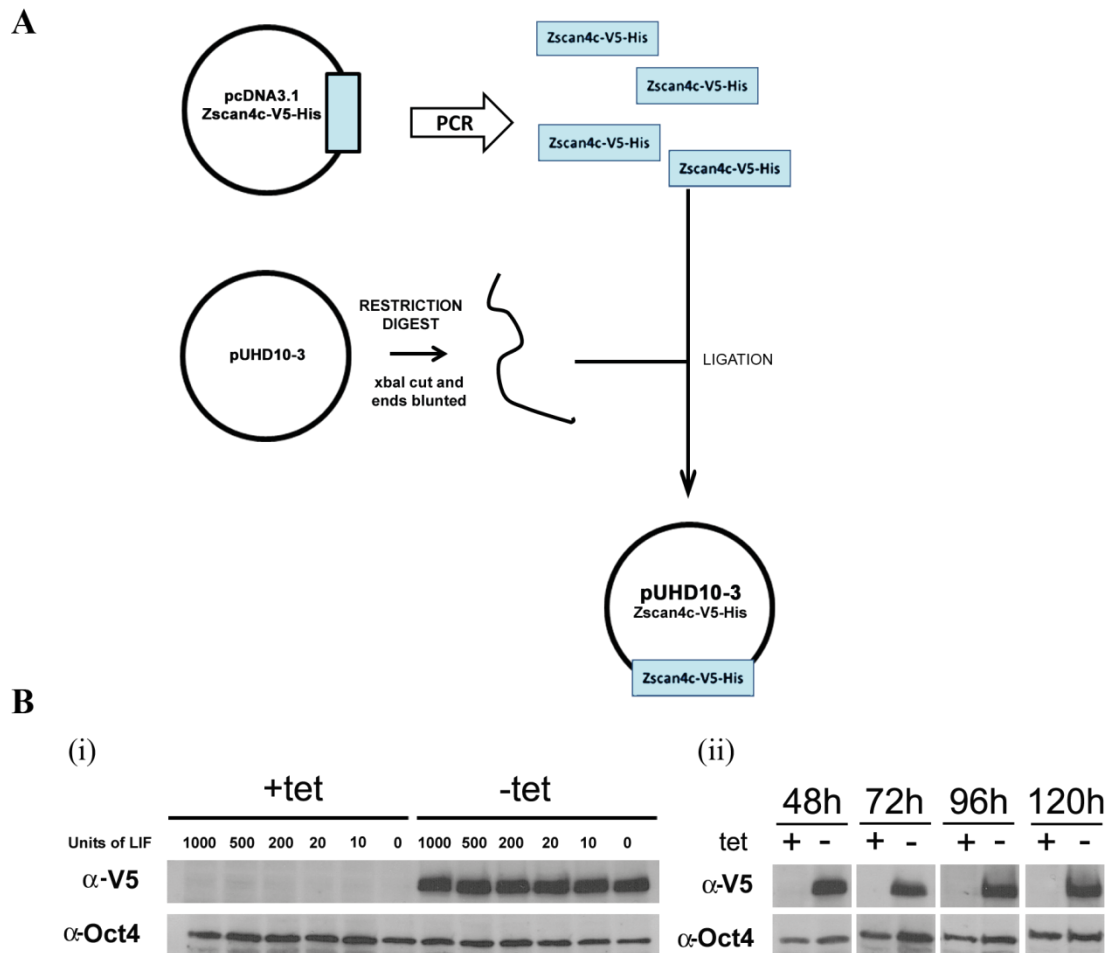 A
pcDNA3.1
Zscan4c-V5-His
PCR
Zscan4c-V5-His
Zscan4c-V5-His
Zscan4c-V5-His
Zscan4c-V5-His
pUHD10-3
RESTRICTION
DIGEST
xbal cut and
ends blunted
LIGATION
pUHD10-3
Zscan4c-V5-His
Zscan4c-V5-His
B
(i)
+tet -tet
Units of LIF 1000 500 200 20 10 0 1000 500 200 20 10 0
α-V5
α-Oct4
(ii)
48h 72h 96h 120h
tet + - + - + - + -
α-V5
α-Oct4